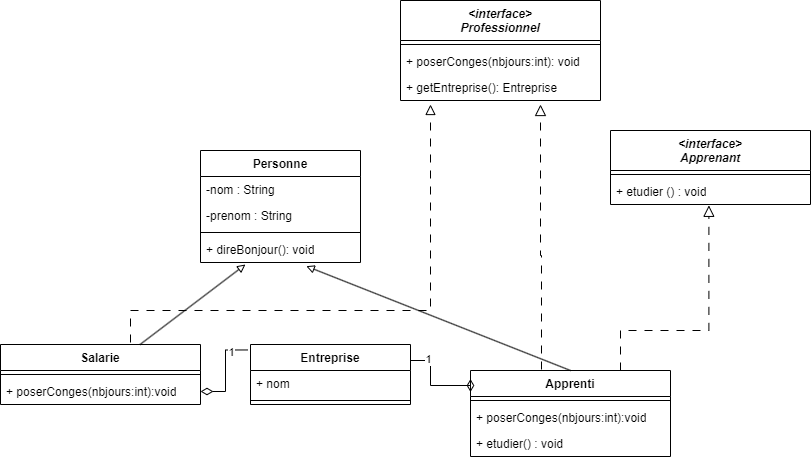 <interface>
Professionnel
+ poserConges(nbjours:int): void
+ getEntreprise(): Entreprise
<interface>
Apprenant
+ etudier () : void
Personne
-nom : String
-prenom : String
+ direBonjour(): void
Salarie
+ poserConges(nbjours:int):void
1
Entreprise
+ nom
1
Apprenti
+ poserConges(nbjours:int):void
+ etudier() : void